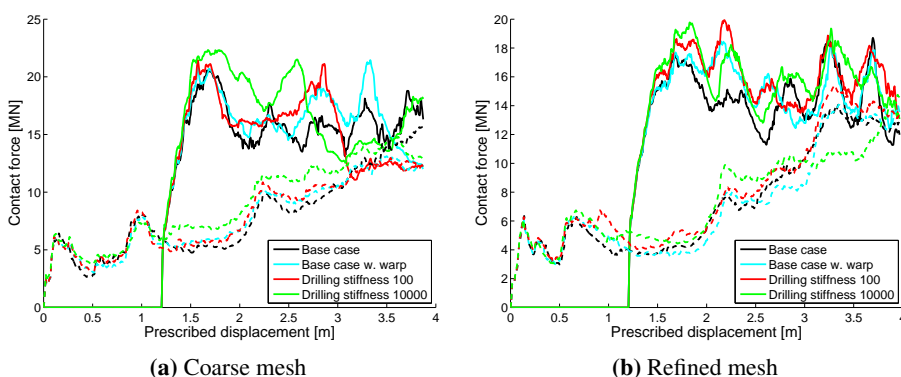 25
20
15
10
5
0
Contact force [MN]
Base case
Base case w. warp
Drilling stiffness 100
Drilling stiffness 10000
0 0.5 1 1.5 2 2.5 3 3.5 4
Prescribed displacement [m]
(a) Coarse mesh
20
18
16
14
12
10
8
6
4
2
0
Contact force [MN]
Base case
Base case w. warp
Drilling stiffness 100
Drilling stiffness 10000
0 0.5 1 1.5 2 2.5 3 3.5 4
Prescribed displacement [m]
(b) Refined mesh